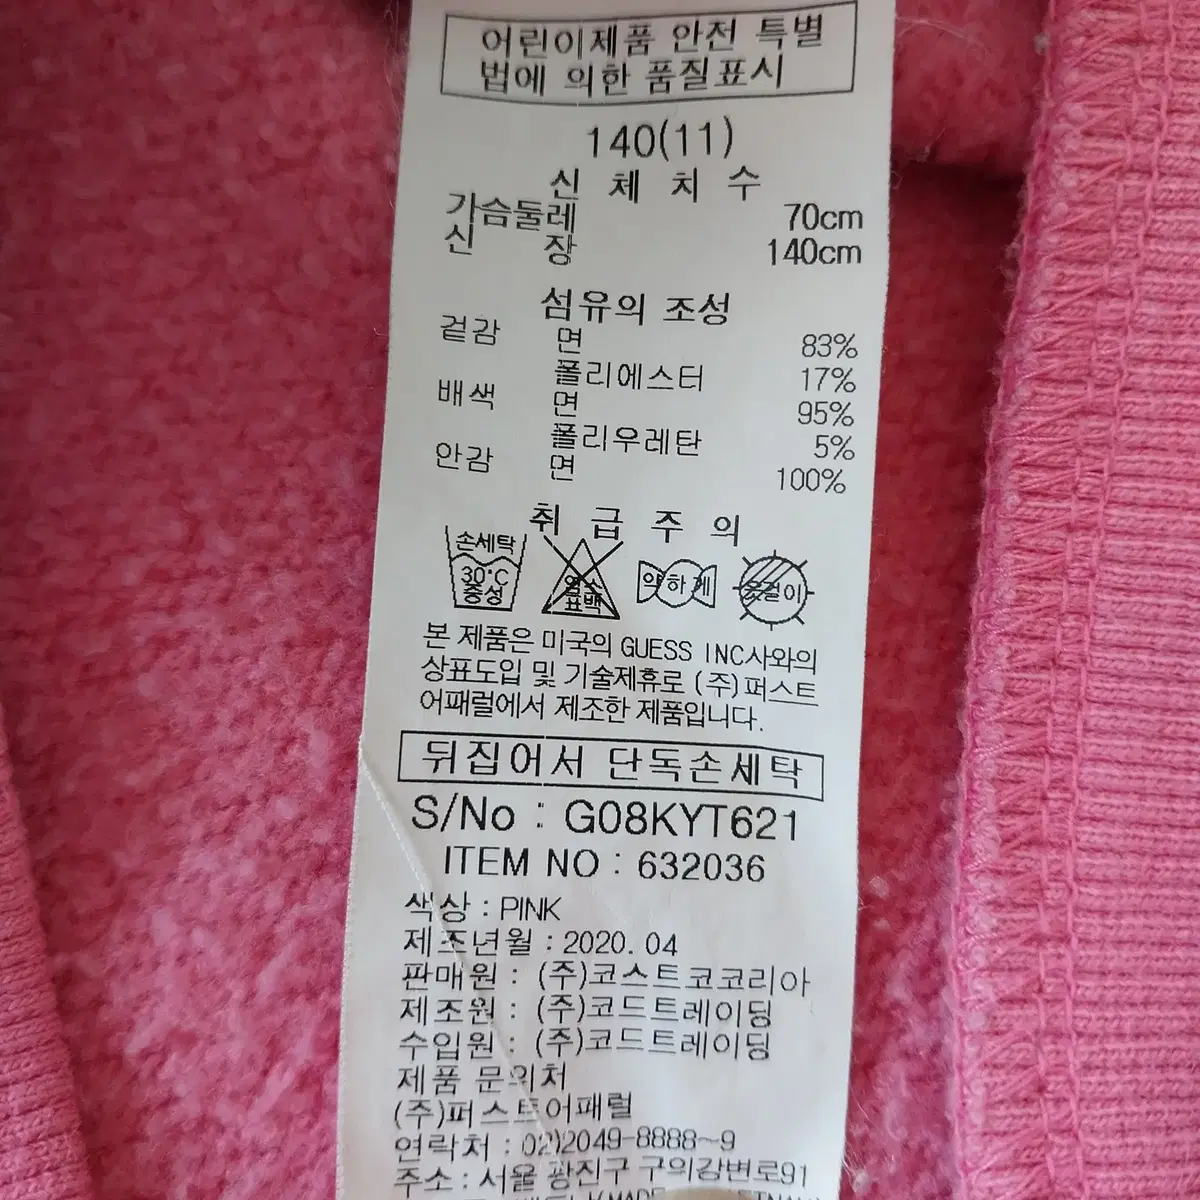 어린이제품 안전 특별
법에 의한 품질표시
140(11)
신 체 치 수
가슴둘레 70cm
신 장 140cm
섬유의 조성
겉감 면 83%
폴리에스터 17%
배색 면 95%
폴리우레탄 5%
안감 면 100%
취 급 주 의
손세탁
30°C
중성
염소
표백
약하게
옷걸이
본 제품은 미국의 GUESS INC사와의
상표도입 및 기술제휴로 (주)퍼스트
어패럴에서 제조한 제품입니다.
뒤집어서 단독손세탁
S/No : G08KYT621
ITEM NO : 632036
색상 : PINK
제조년월 : 2020. 04
판매원 : (주)코스트코코리아
제조원 : (주)코드트레이딩
수입원 : (주)코드트레이딩
제품 문의처
(주)퍼스트어패럴
연락처 : 02)2049-8888~9
주소 : 서울 광진구 구의강변로91